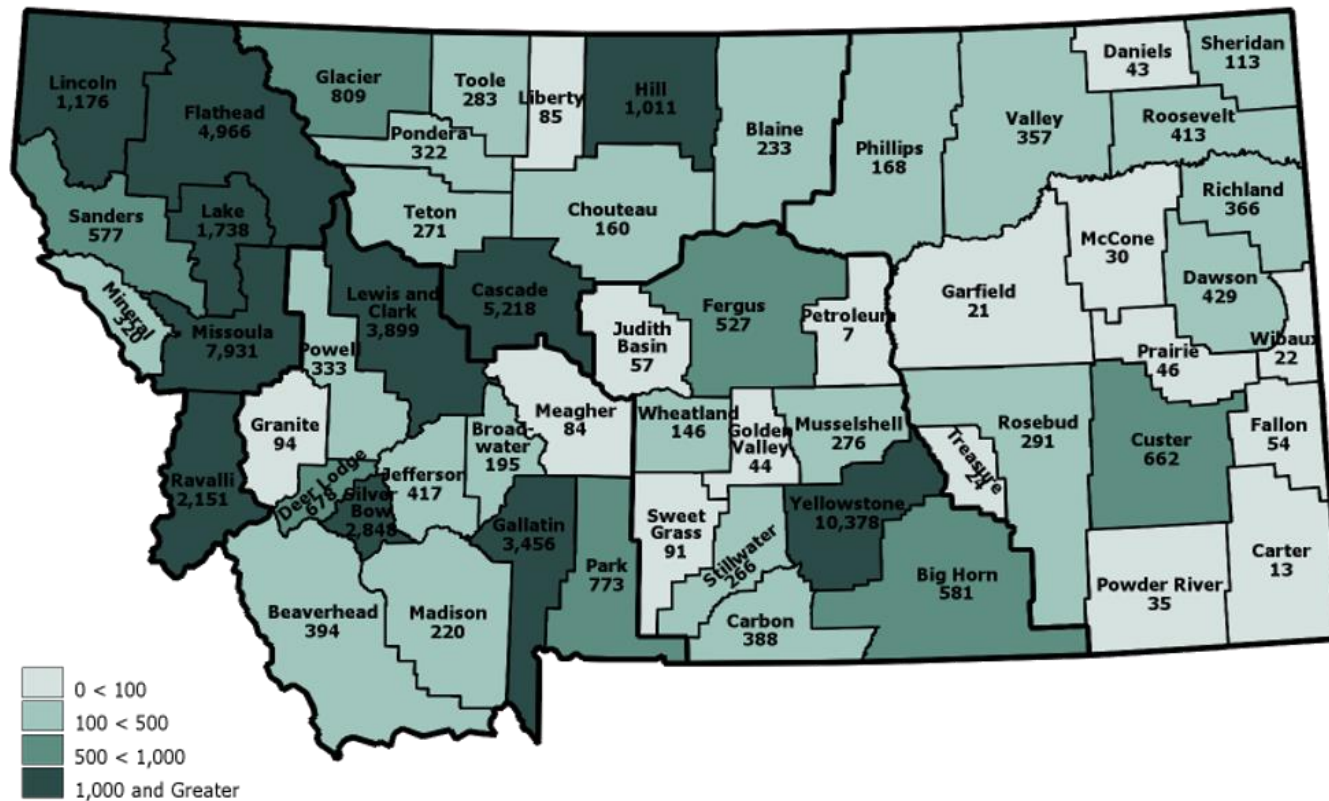 Lincoln
1,176
Flathead
4,966
Glacier
809
Toole
283
Liberty
85
Hill
1,011
Blaine
233
Phillips
168
Valley
357
Daniels
43
Sheridan
113
Roosevelt
413
Pondera
322
Richland
366
Sanders
577
Lake
1,738
Teton
271
Chouteau
160
McCone
30
Dawson
429
Mineral
320
Missoula
7,931
Powell
333
Lewis and
Clark
3,899
Cascade
5,218
Judith
Basin
57
Fergus
527
Petroleum
7
Garfield
21
Prairie
46
Wibaux
22
Granite
94
Meagher
84
Broad-
water
195
Wheatland
146
Golden
Valley
44
Musselshell
276
Treasure
24
Rosebud
291
Custer
662
Fallon
54
Ravalli
2,151
Deer Lodge
678
Silver
Bow
2,848
Jefferson
417
Gallatin
3,456
Park
773
Sweet
Grass
91
Stillwater
266
Yellowstone
10,378
Big Horn
581
Powder River
35
Carter
13
Beaverhead
394
Madison
220
Carbon
388
0 < 100
100 < 500
500 < 1,000
1,000 and Greater